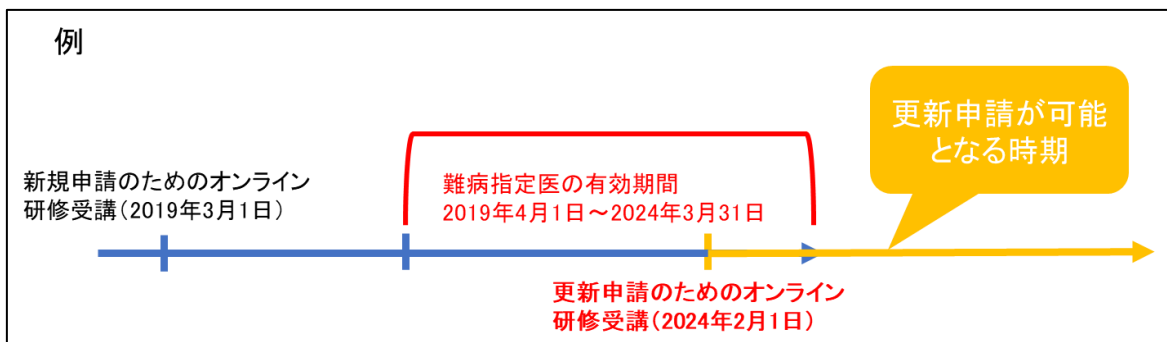 例
更新申請が可能
となる時期
新規申請のためのオンライン
研修受講（2019年3月1日）
難病指定医の有効期間
2019年4月1日～2024年3月31日
更新申請のためのオンライン
研修受講（2024年2月1日）